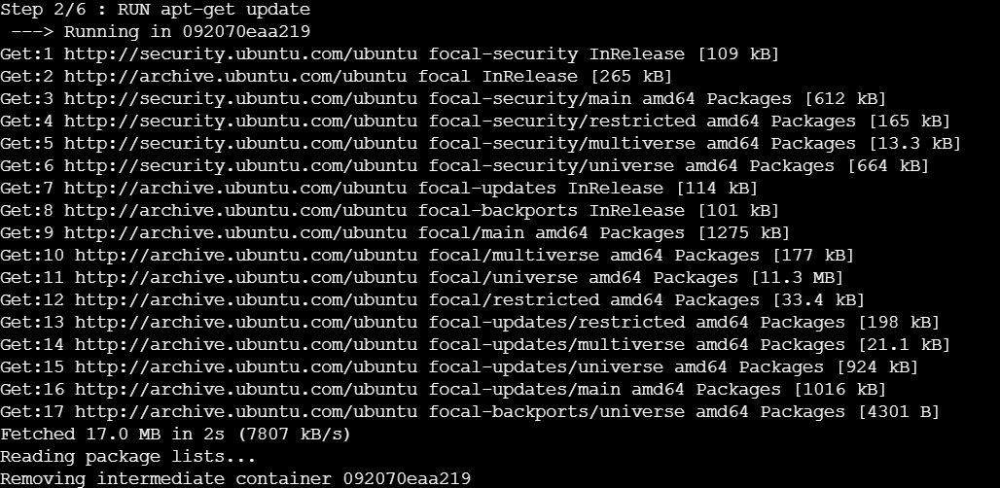 Step 2/6 : RUN apt-get update
 ---> Running in 092070eaa219
Get:1 http://security.ubuntu.com/ubuntu focal-security InRelease [109 kB]
Get:2 http://archive.ubuntu.com/ubuntu focal InRelease [265 kB]
Get:3 http://security.ubuntu.com/ubuntu focal-security/main amd64 Packages [612 kB]
Get:4 http://security.ubuntu.com/ubuntu focal-security/restricted amd64 Packages [165 kB]
Get:5 http://security.ubuntu.com/ubuntu focal-security/multiverse amd64 Packages [13.3 kB]
Get:6 http://security.ubuntu.com/ubuntu focal-security/universe amd64 Packages [664 kB]
Get:7 http://archive.ubuntu.com/ubuntu focal-updates InRelease [114 kB]
Get:8 http://archive.ubuntu.com/ubuntu focal-backports InRelease [101 kB]
Get:9 http://archive.ubuntu.com/ubuntu focal/main amd64 Packages [1275 kB]
Get:10 http://archive.ubuntu.com/ubuntu focal/multiverse amd64 Packages [177 kB]
Get:11 http://archive.ubuntu.com/ubuntu focal/universe amd64 Packages [11.3 MB]
Get:12 http://archive.ubuntu.com/ubuntu focal/restricted amd64 Packages [33.4 kB]
Get:13 http://archive.ubuntu.com/ubuntu focal-updates/restricted amd64 Packages [198 kB]
Get:14 http://archive.ubuntu.com/ubuntu focal-updates/multiverse amd64 Packages [21.1 kB]
Get:15 http://archive.ubuntu.com/ubuntu focal-updates/universe amd64 Packages [924 kB]
Get:16 http://archive.ubuntu.com/ubuntu focal-updates/main amd64 Packages [1016 kB]
Get:17 http://archive.ubuntu.com/ubuntu focal-backports/universe amd64 Packages [4301 B]
Fetched 17.0 MB in 2s (7807 kB/s)
Reading package lists...
Removing intermediate container 092070eaa219